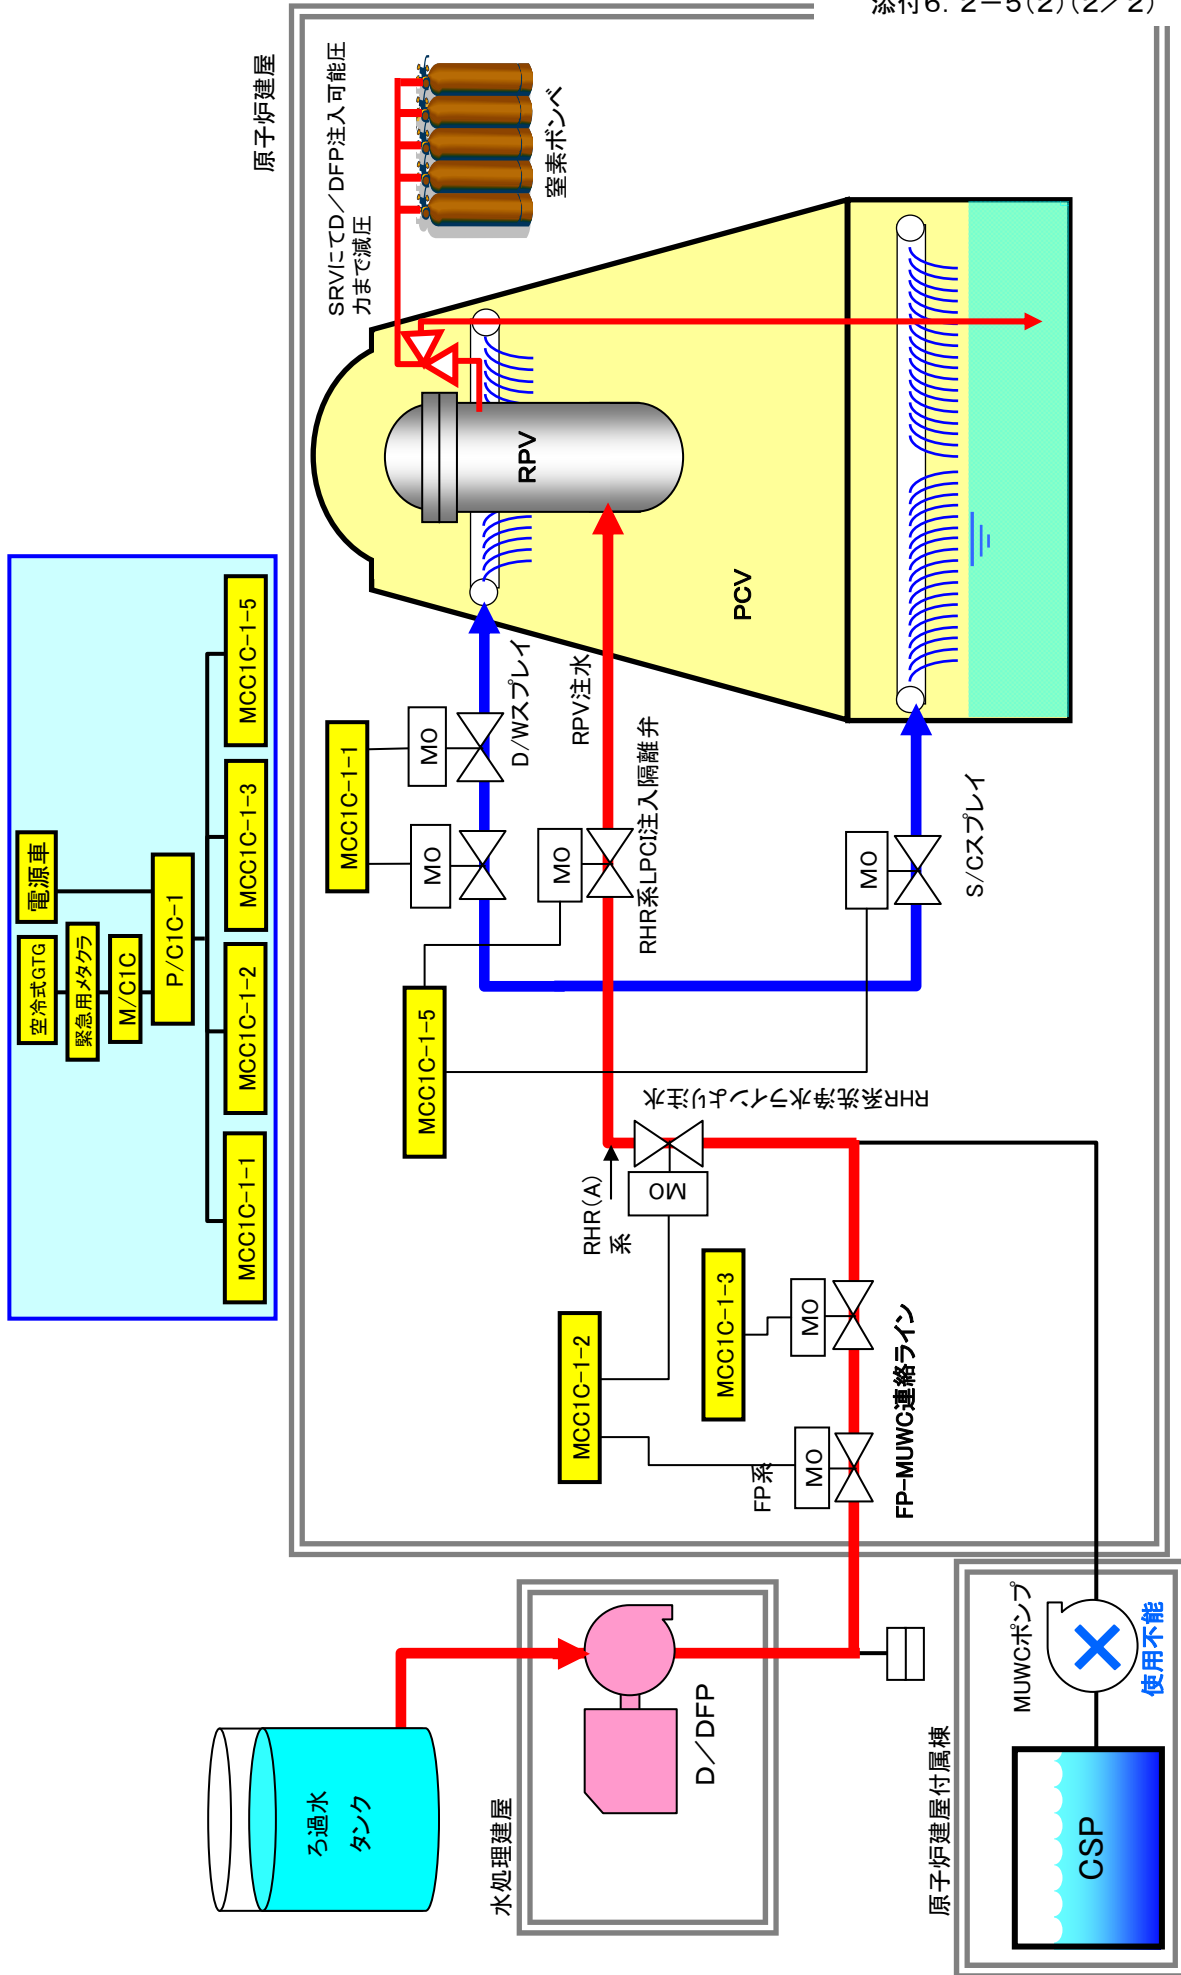 添付6.2－5(2)(2／2)
原子炉建屋
SRVにてD／DFP注入可能圧
力まで減圧
窒素ボンベ
空冷式GTG
電源車
緊急用メタクラ
M/C1C
P/C1C-1
MCC1C-1-1
MCC1C-1-2
MCC1C-1-3
MCC1C-1-5
RPV
PCV
MCC1C-1-1
MO
MO
D/Wスプレイ
RPV注水
MO
RHR系LPCI注入隔離弁
MCC1C-1-5
MO
S/Cスプレイ
RHR系洗浄水ラインより注水
RHR(A)
系
MO
MCC1C-1-2
MCC1C-1-3
MO
FP系
MO
FP-MUWC連絡ライン
ろ過水
タンク
水処理建屋
D／DFP
原子炉建屋付属棟
MUWCポンプ
使用不能
CSP